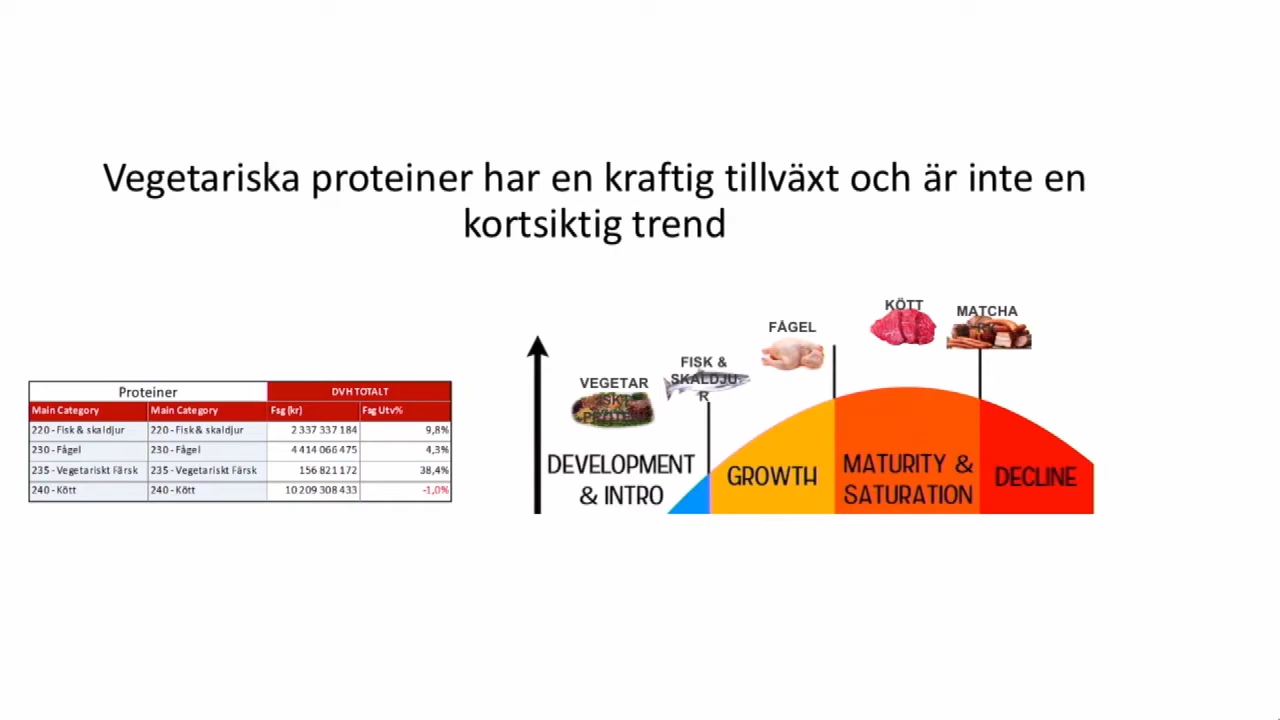 Vegetariska proteiner har en kraftig tillväxt och är inte en
kortsiktig trend
Proteiner DVH TOTALT
Main Category Main Category Fsg (kr) Fsg Utv%
220 - Fisk & skaldjur 220 - Fisk & skaldjur 2 337 337 184 9,8%
230 - Fågel 230 - Fågel 4 414 066 475 4,3%
235 - Vegetariskt Färsk 235 - Vegetariskt Färsk 156 821 172 38,4%
240 - Kött 240 - Kött 10 209 308 433 -1,0%
VEGETAR
FISK &
SKALDJU
R
FÅGEL
KÖTT
MATCHA
DEVELOPMENT
& INTRO
GROWTH
MATURITY &
SATURATION
DECLINE